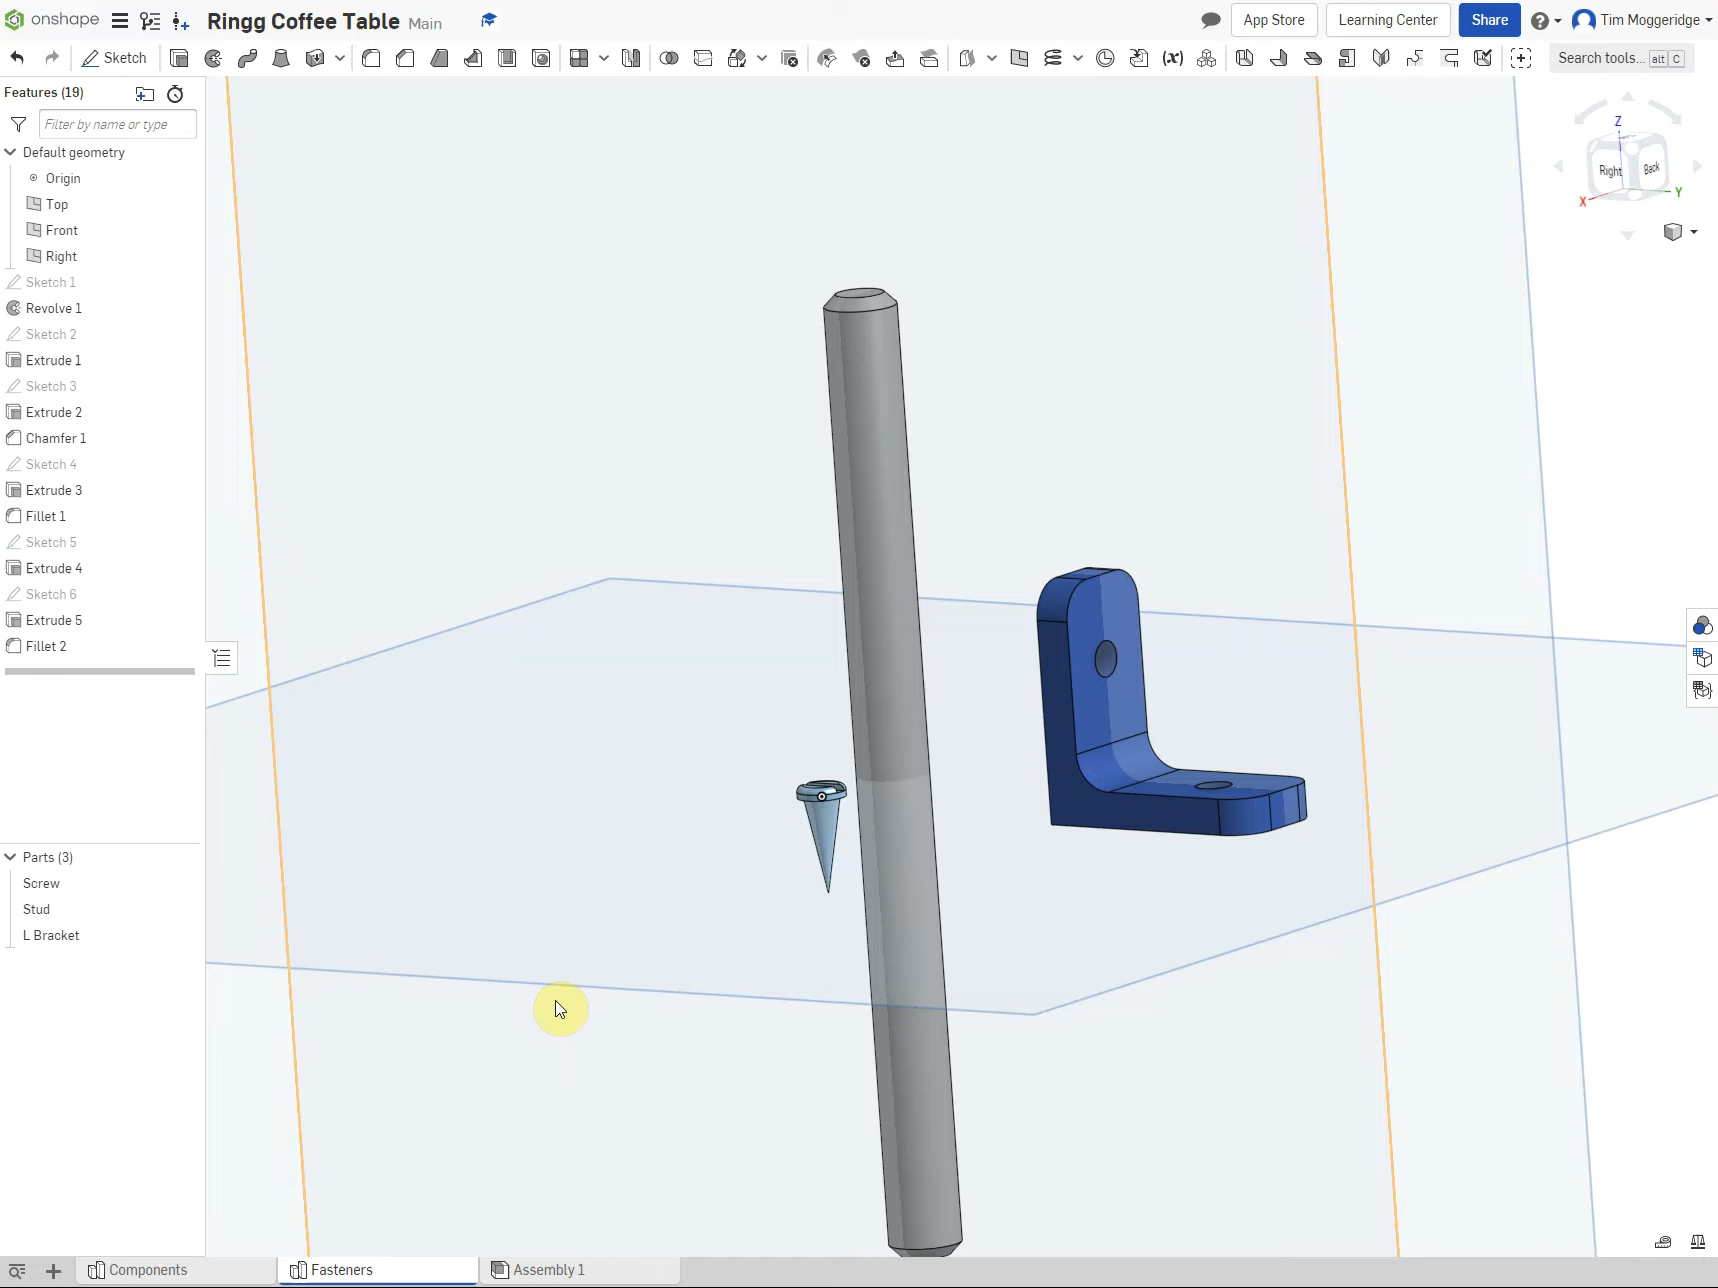 onshape Ringg Coffee Table Main App Store Learning Center Share Tim Moggeridge
Sketch Search tools... alt C
Features (19)
Filter by name or type
Default geometry
Origin
Top
Front
Right
Sketch 1
Revolve 1
Sketch 2
Extrude 1
Sketch 3
Extrude 2
Chamfer 1
Sketch 4
Extrude 3
Fillet 1
Sketch 5
Extrude 4
Sketch 6
Extrude 5
Fillet 2
Parts (3)
Screw
Stud
L Bracket
Z
Right Back
X Y
Components Fasteners Assembly 1